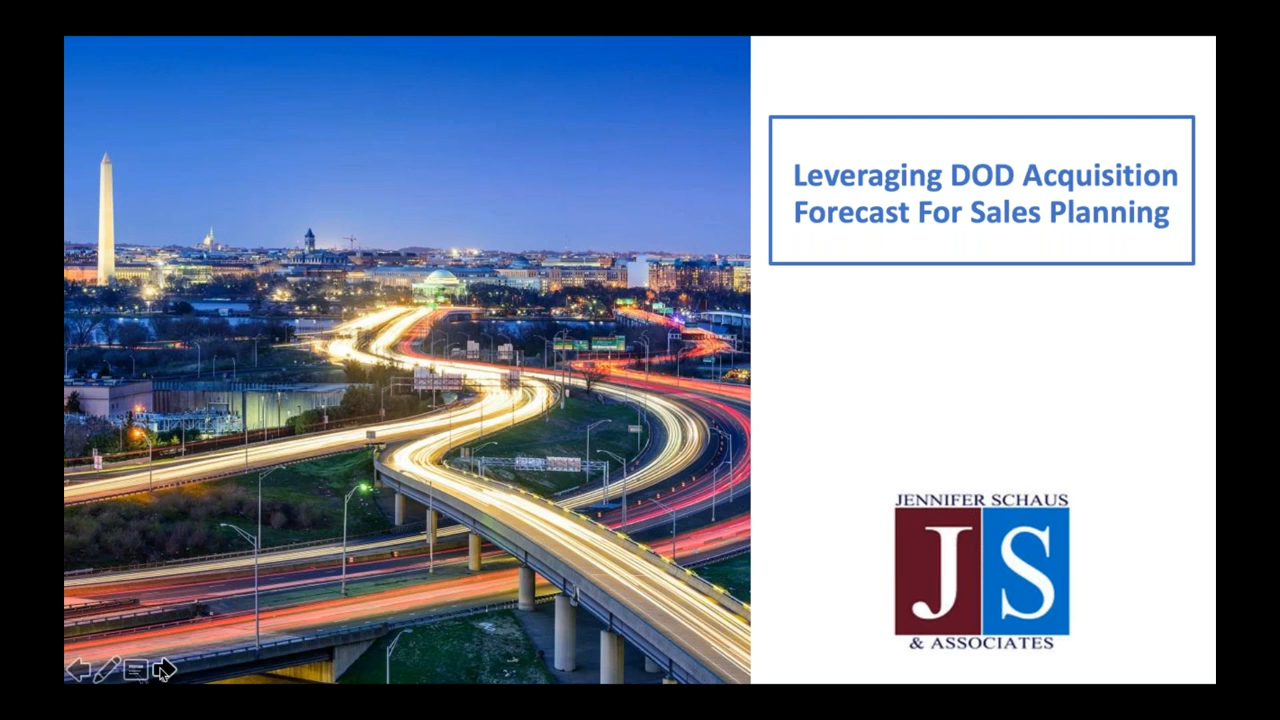 Leveraging DOD Acquisition
Forecast For Sales Planning
JENNIFER SCHAUS
JS
& ASSOCIATES